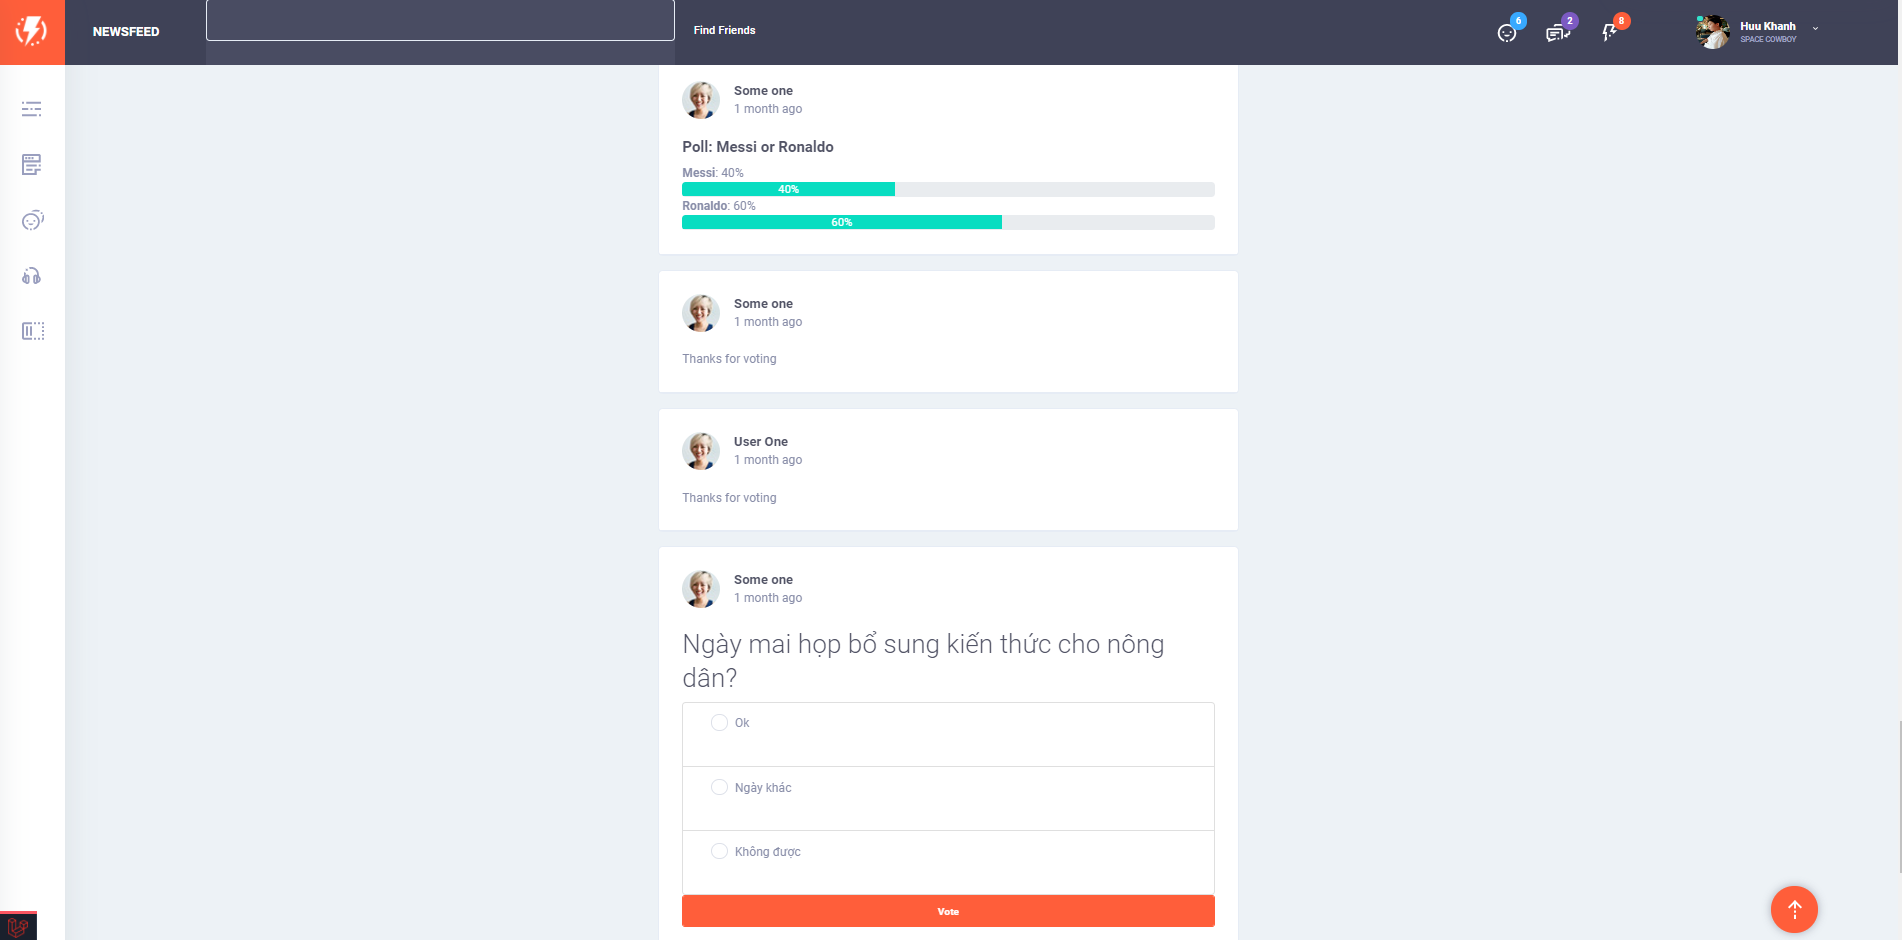 NEWSFEED
Find Friends
6
2
8
Huu Khanh
SPACE COWBOY
Some one
1 month ago
Poll: Messi or Ronaldo
Messi: 40%
40%
Ronaldo: 60%
60%
Some one
1 month ago
Thanks for voting
User One
1 month ago
Thanks for voting
Some one
1 month ago
Ngày mai họp bổ sung kiến thức cho nông
dân?
Ok
Ngày khác
Không được
Vote